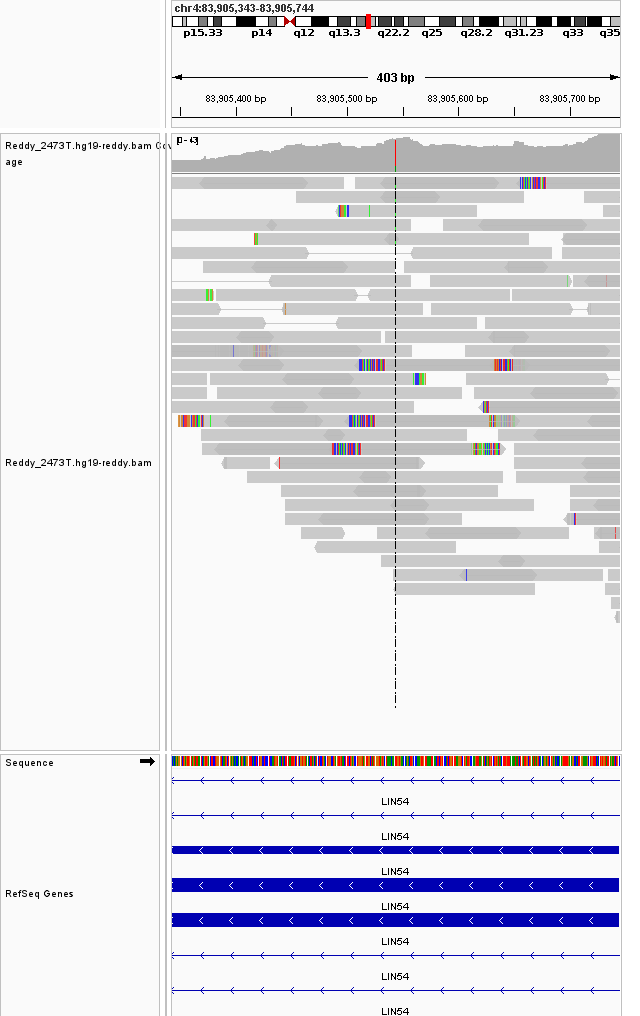 chr4:83,905,343-83,905,744
p15.33 p14 q12 q13.3 q22.2 q25 q28.2 q31.23 q33 q35
403 bp
83,905,400 bp 83,905,500 bp 83,905,600 bp 83,905,700 bp
Reddy_2473T.hg19-reddy.bam Cov
age
[0 - 43]
Reddy_2473T.hg19-reddy.bam
Sequence
LIN54
LIN54
LIN54
RefSeq Genes
LIN54
LIN54
LIN54
LIN54